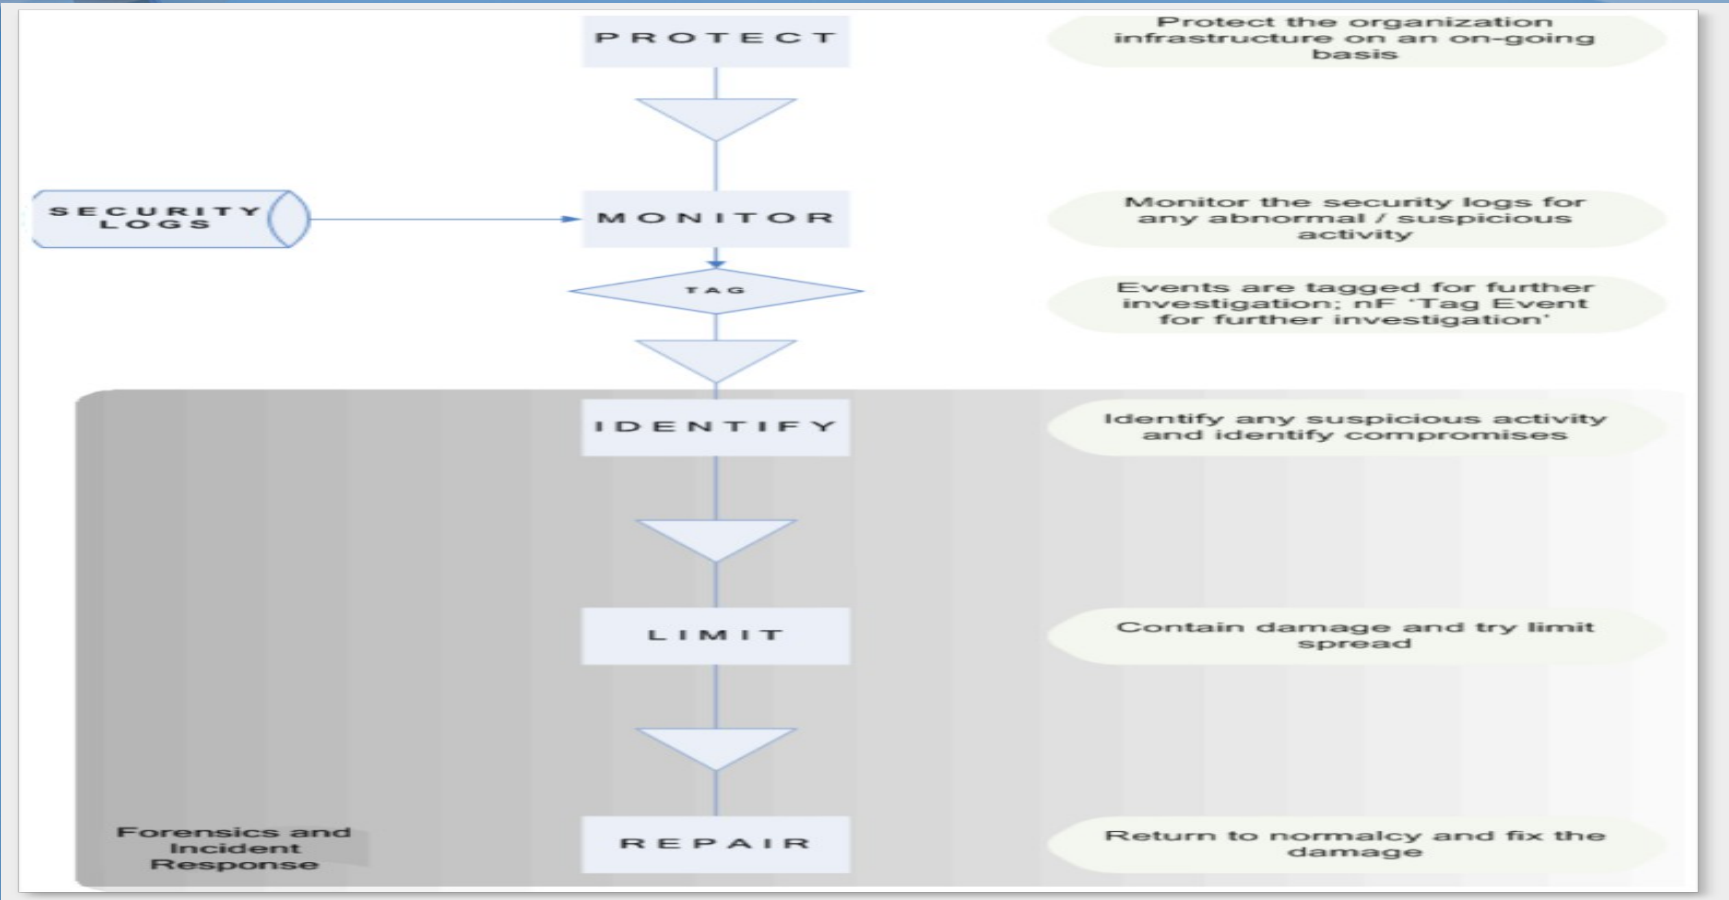 PROTECT
Protect the organization
infrastructure on an on-going
basis
SECURITY
LOGS
MONITOR
Monitor the security logs for
any abnormal / suspicious
activity
TAG
Events are tagged for further
investigation; nF ‘Tag Event
for further investigation’
IDENTIFY
Identify any suspicious activity
and identify compromises
LIMIT
Contain damage and try limit
spread
Forensics and
Incident
Response
REPAIR
Return to normalcy and fix the
damage